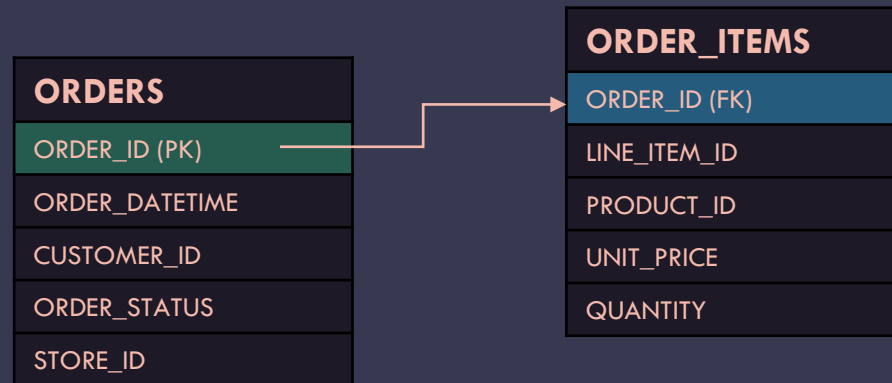 ORDERS
ORDER_ID (PK)
ORDER_DATETIME
CUSTOMER_ID
ORDER_STATUS
STORE_ID
ORDER_ITEMS
ORDER_ID (FK)
LINE_ITEM_ID
PRODUCT_ID
UNIT_PRICE
QUANTITY